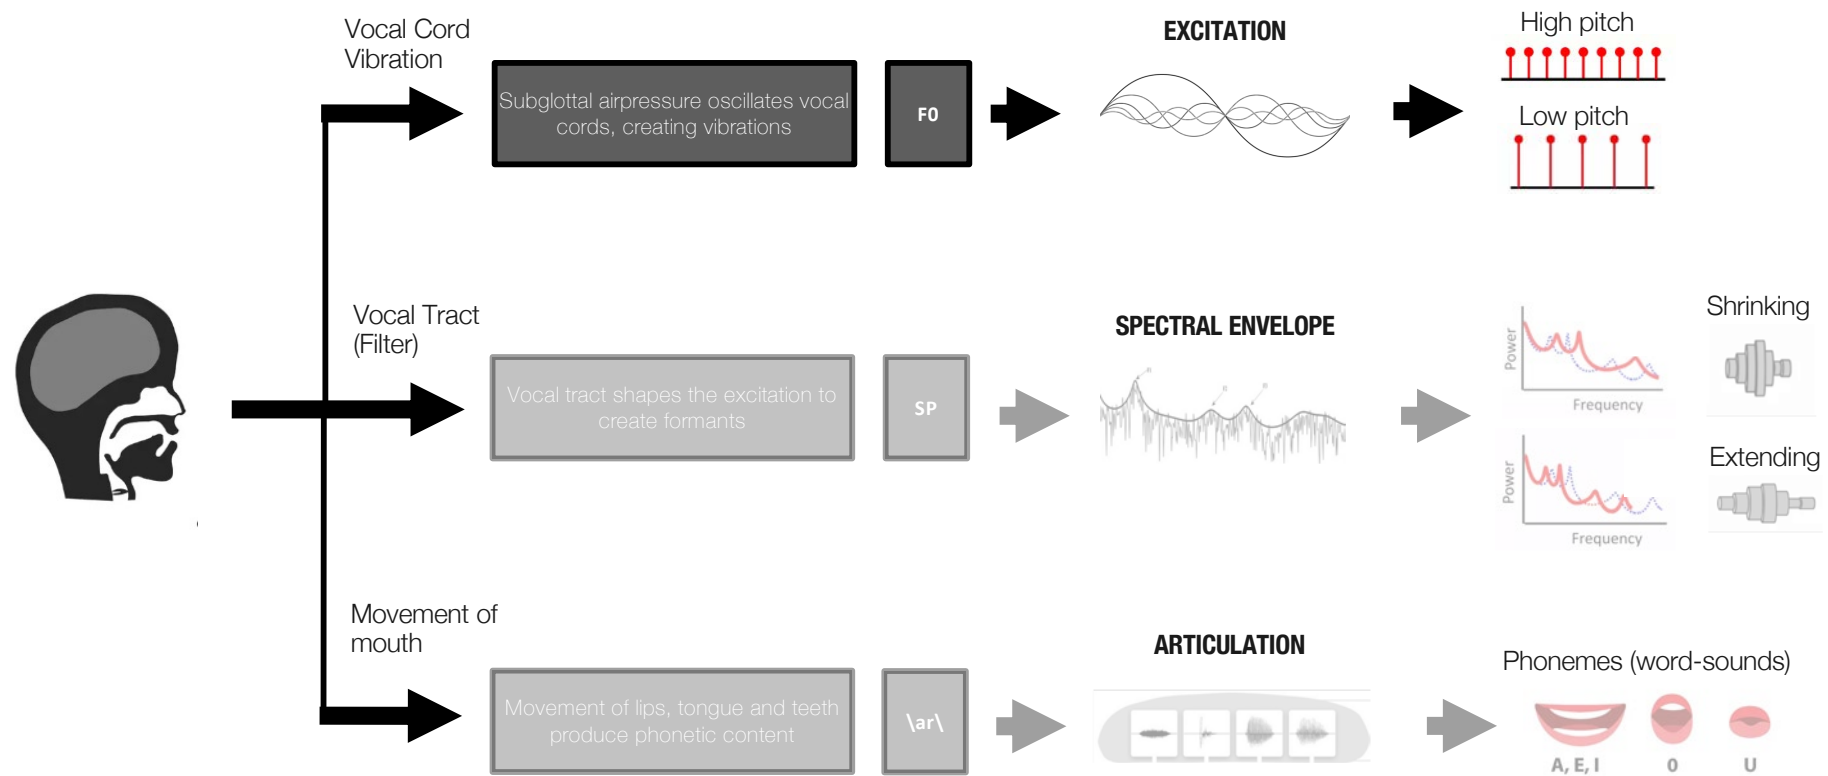 Vocal Cord
Vibration
Subglottal airpressure oscillates vocal
cords, creating vibrations
F0
EXCITATION
High pitch
Low pitch
Vocal Tract
(Filter)
Vocal tract shapes the excitation to
create formants
SP
SPECTRAL ENVELOPE
Power
Frequency
Shrinking
Power
Frequency
Extending
Movement of
mouth
Movement of lips, tongue and teeth
produce phonetic content
\ar\
ARTICULATION
Phonemes (word-sounds)
A, E, I
O
U